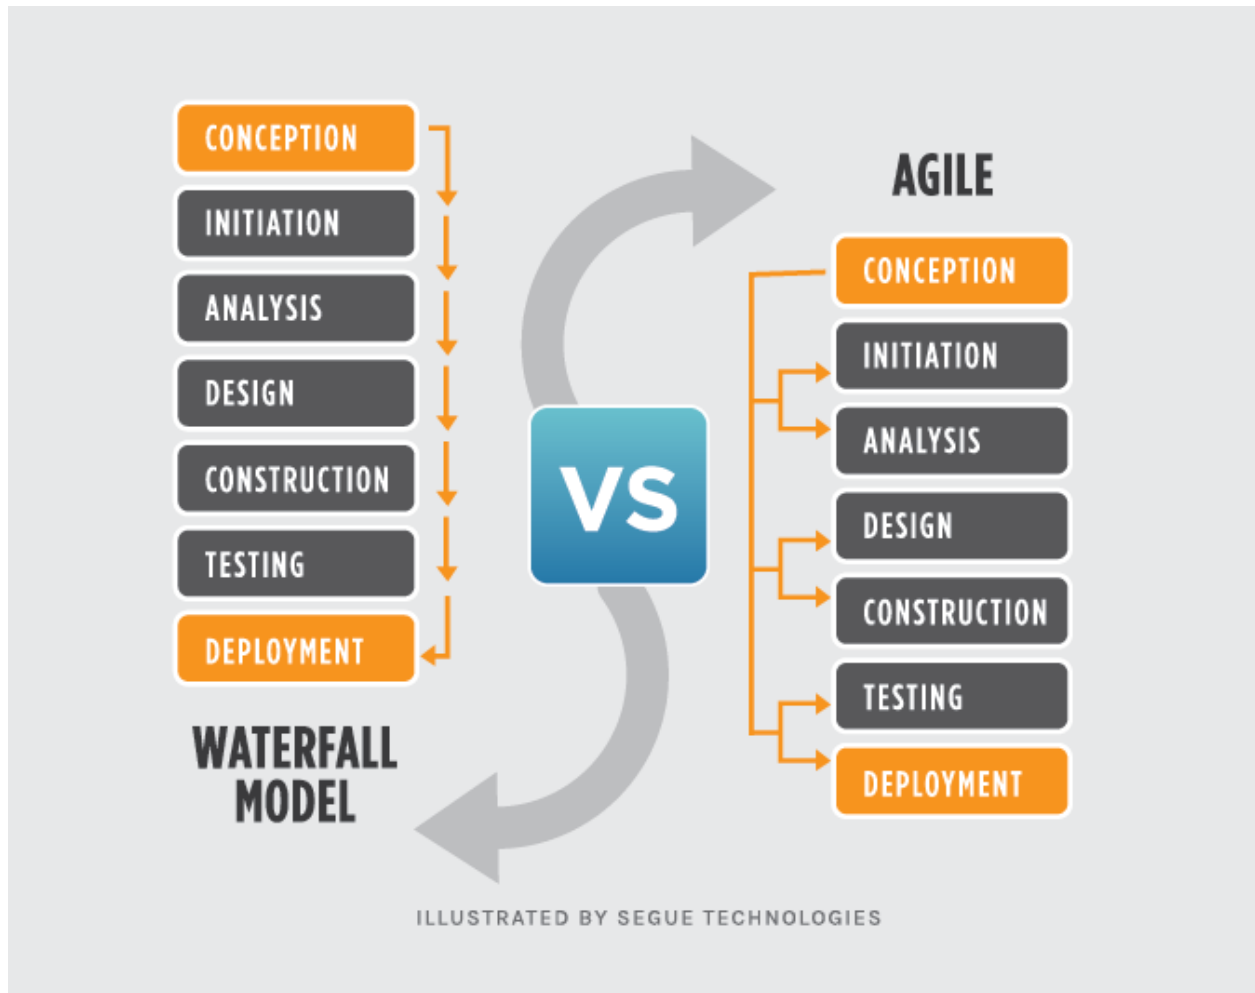 CONCEPTION
INITIATION
ANALYSIS
DESIGN
CONSTRUCTION
TESTING
DEPLOYMENT
WATERFALL
MODEL
VS
AGILE
CONCEPTION
INITIATION
ANALYSIS
DESIGN
CONSTRUCTION
TESTING
DEPLOYMENT
ILLUSTRATED BY SEGUE TECHNOLOGIES